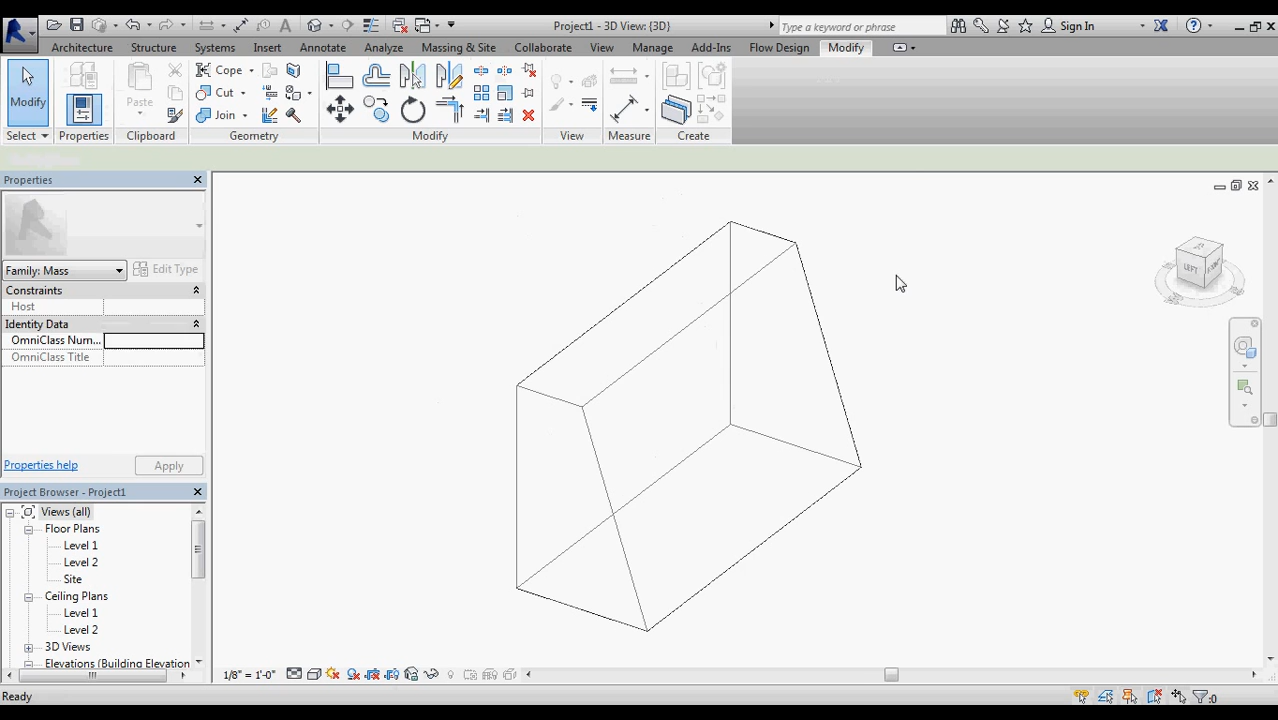 Project1 - 3D View: {3D}
Type a keyword or phrase
Sign In
Architecture Structure Systems Insert Annotate Analyze Massing & Site Collaborate View Manage Add-Ins Flow Design Modify
Modify
Paste
Cope
Cut
Join
Select Properties Clipboard Geometry Modify View Measure Create
Properties
Family: Mass
Edit Type
Constraints
Host
Identity Data
OmniClass Num...
OmniClass Title
LEFT
Properties help
Apply
Project Browser - Project1
Views (all)
Floor Plans
Level 1
Level 2
Site
Ceiling Plans
Level 1
Level 2
3D Views
Elevations (Building Elevation
1/8" = 1'-0"
Ready
:0